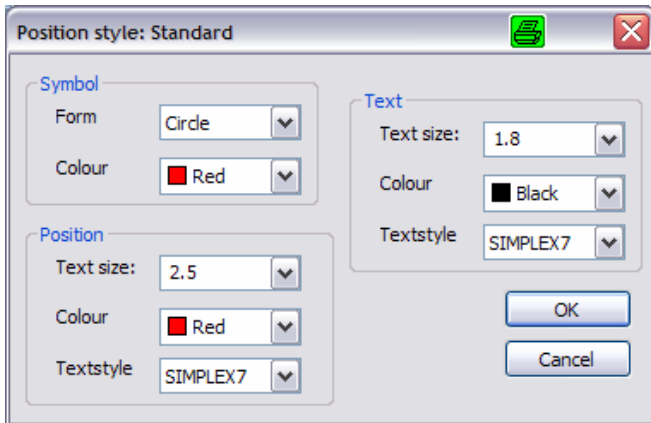 Position style: Standard
Symbol
Form Circle
Colour Red
Position
Text size: 2.5
Colour Red
Textstyle SIMPLEX7
Text
Text size: 1.8
Colour Black
Textstyle SIMPLEX7
OK
Cancel